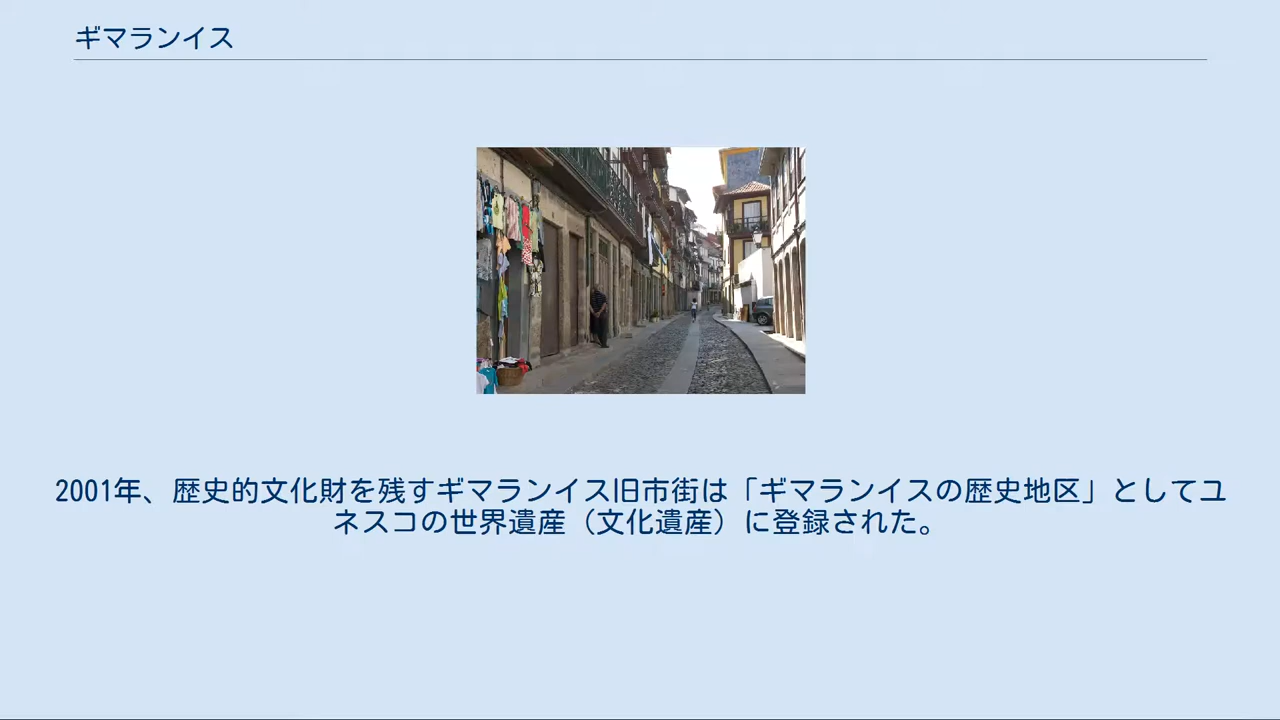 ギマランイス
2001年、歴史的文化財を残すギマランイス旧市街は「ギマランイスの歴史地区」としてユ
ネスコの世界遺産（文化遺産）に登録された。